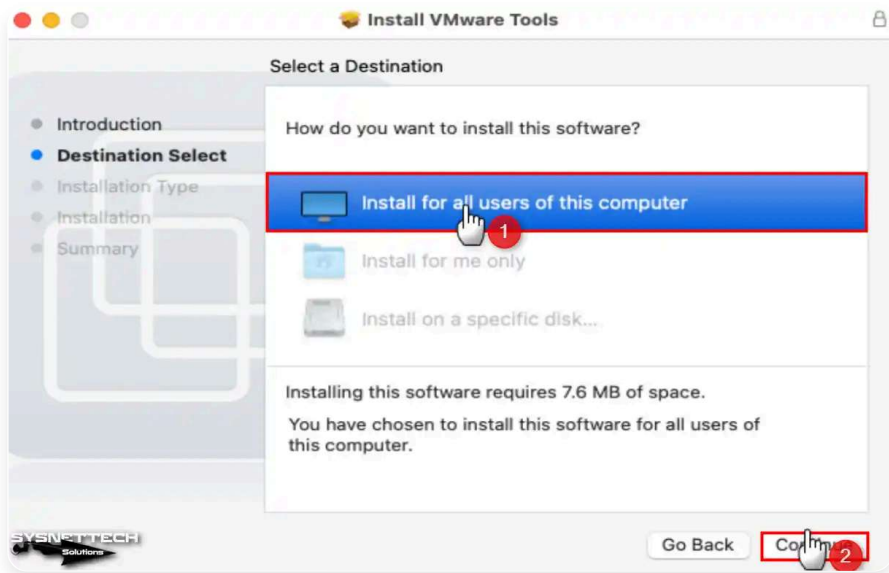 Install VMware Tools
Select a Destination
Introduction
Destination Select
Installation Type
Installation
Summary
How do you want to install this software?
Install for all users of this computer
1
Install for me only
Install on a specific disk...
Installing this software requires 7.6 MB of space.
You have chosen to install this software for all users of
this computer.
SYSNETTECH
Solutions
Go Back
Continue
2